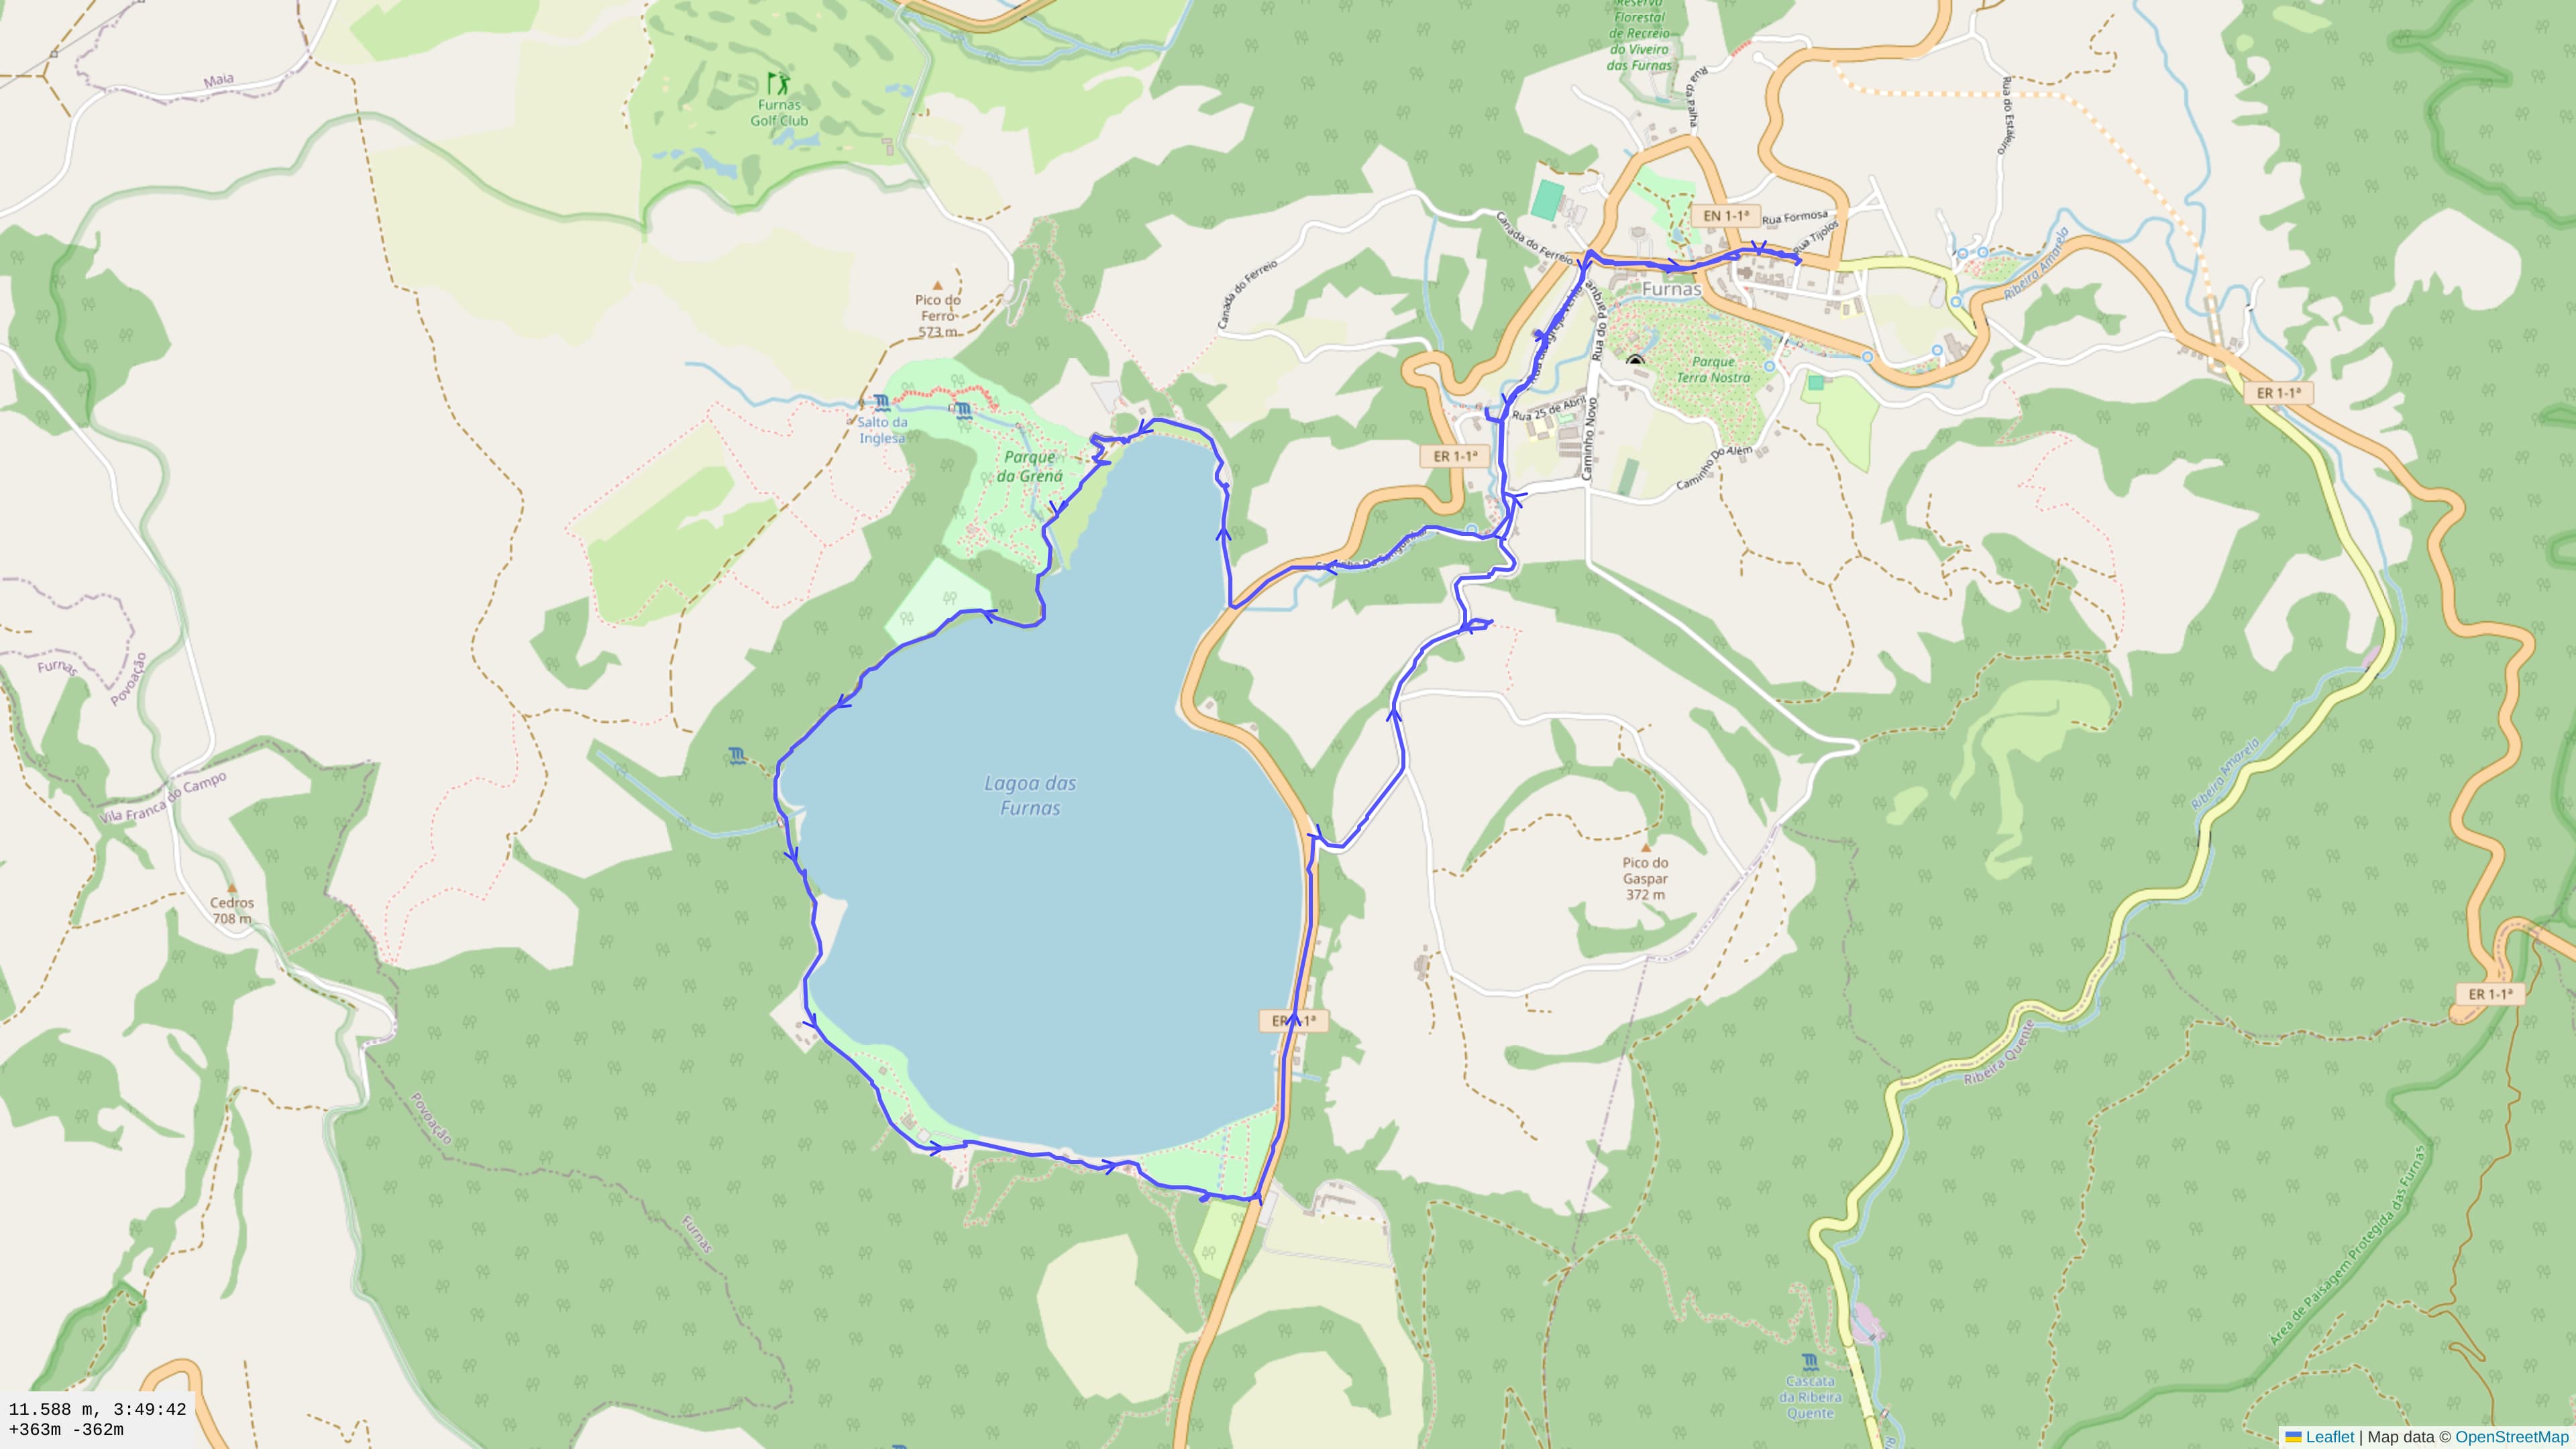 Reserva
Florestal
de Recreio
do Viveiro
das Furnas
Maia
Furnas
Golf Club
Rua da Palha
Rua do Estaleiro
EN 1-1ª
Rua Formosa
Rua Tijolos
Canada do Ferreio
Canada do Ferreio
Ribeira Amarela
Furnas
Rua do Parque
Pico do
Ferro
573 m
Parque
Terra Nostra
ER 1-1ª
Salto da
Inglesa
Rua 25 de Abril
Parque
da Grená
ER 1-1ª
Caminho Novo
Caminho Do Além
Furnas
Povoação
Lagoa das
Furnas
Vila Franca do Campo
Ribeira Amarela
Pico do
Gaspar
372 m
Cedros
708 m
ER 1-1ª
ER 1-1ª
Ribeira Quente
Povoação
Furnas
Área de Paisagem Protegida das Furnas
Cascata
da Ribeira
Quente
11.588 m, 3:49:42
+363m -362m
Leaflet | Map data © OpenStreetMap